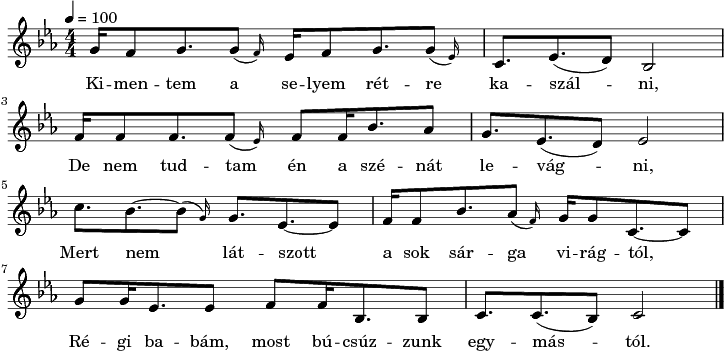 ♩ = 100
4/4
Ki -- men -- tem a se -- lyem rét -- re ka -- szál -- ni,
3
De nem tud -- tam én a szé -- nát le -- vág -- ni,
5
Mert nem lát -- szott a sok sár -- ga vi -- rág -- tól,
7
Ré -- gi ba -- bám, most bú -- csúz -- zunk egy -- más -- tól.